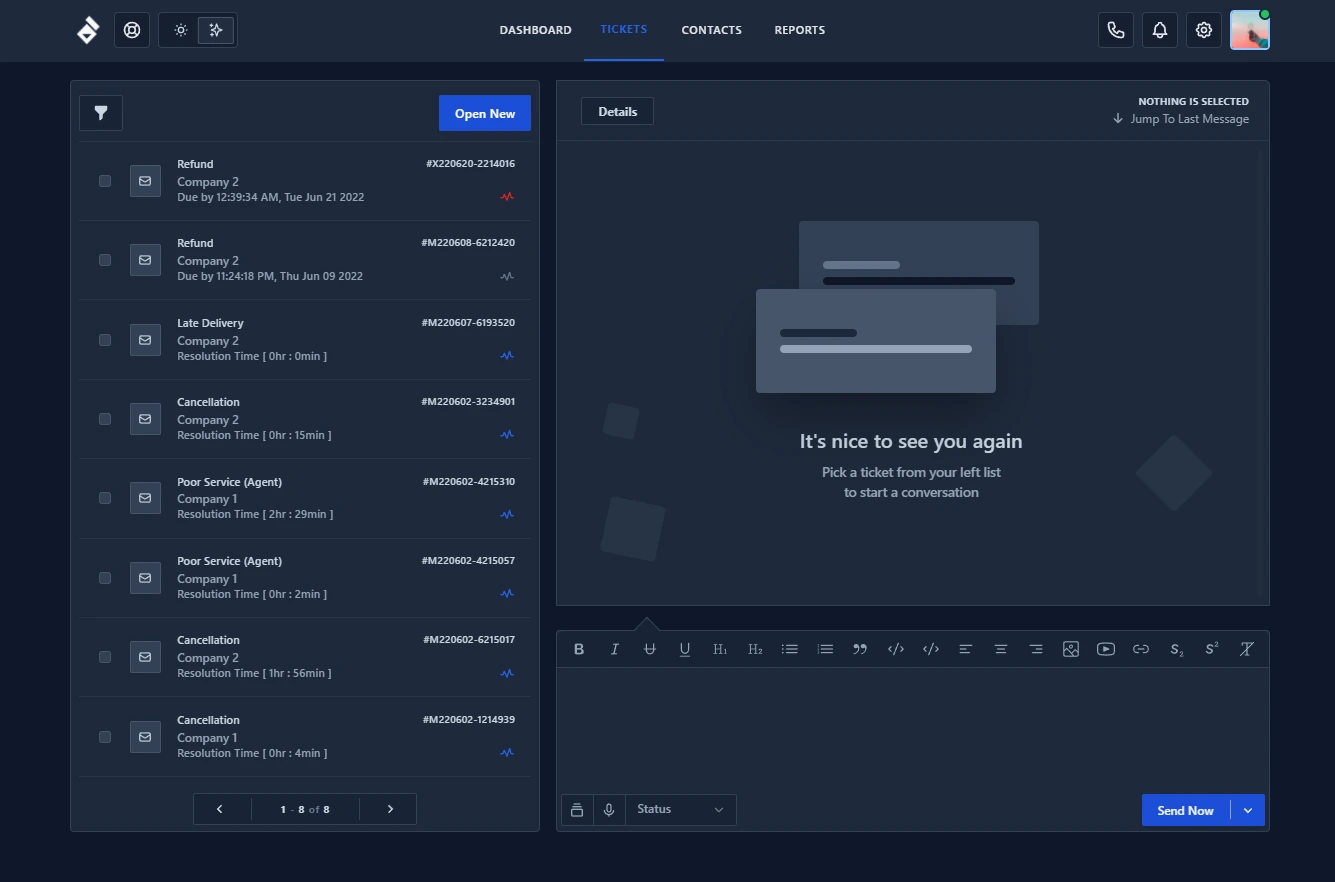 DASHBOARD
TICKETS
CONTACTS
REPORTS
Open New
Refund
#X220620-2214016
Company 2
Due by 12:39:34 AM, Tue Jun 21 2022
Refund
#M220608-6212420
Company 2
Due by 11:24:18 PM, Thu Jun 09 2022
Late Delivery
#M220607-6193520
Company 2
Resolution Time [ 0hr : 0min ]
Cancellation
#M220602-3234901
Company 2
Resolution Time [ 0hr : 15min ]
Poor Service (Agent)
#M220602-4215310
Company 1
Resolution Time [ 2hr : 29min ]
Poor Service (Agent)
#M220602-4215057
Company 1
Resolution Time [ 0hr : 2min ]
Cancellation
#M220602-6215017
Company 2
Resolution Time [ 1hr : 56min ]
Cancellation
#M220602-1214939
Company 1
Resolution Time [ 0hr : 4min ]
1 - 8 of 8
Details
NOTHING IS SELECTED
Jump To Last Message
It's nice to see you again
Pick a ticket from your left list
to start a conversation
B I U U H1 H2 S2 S2 T
Status
Send Now